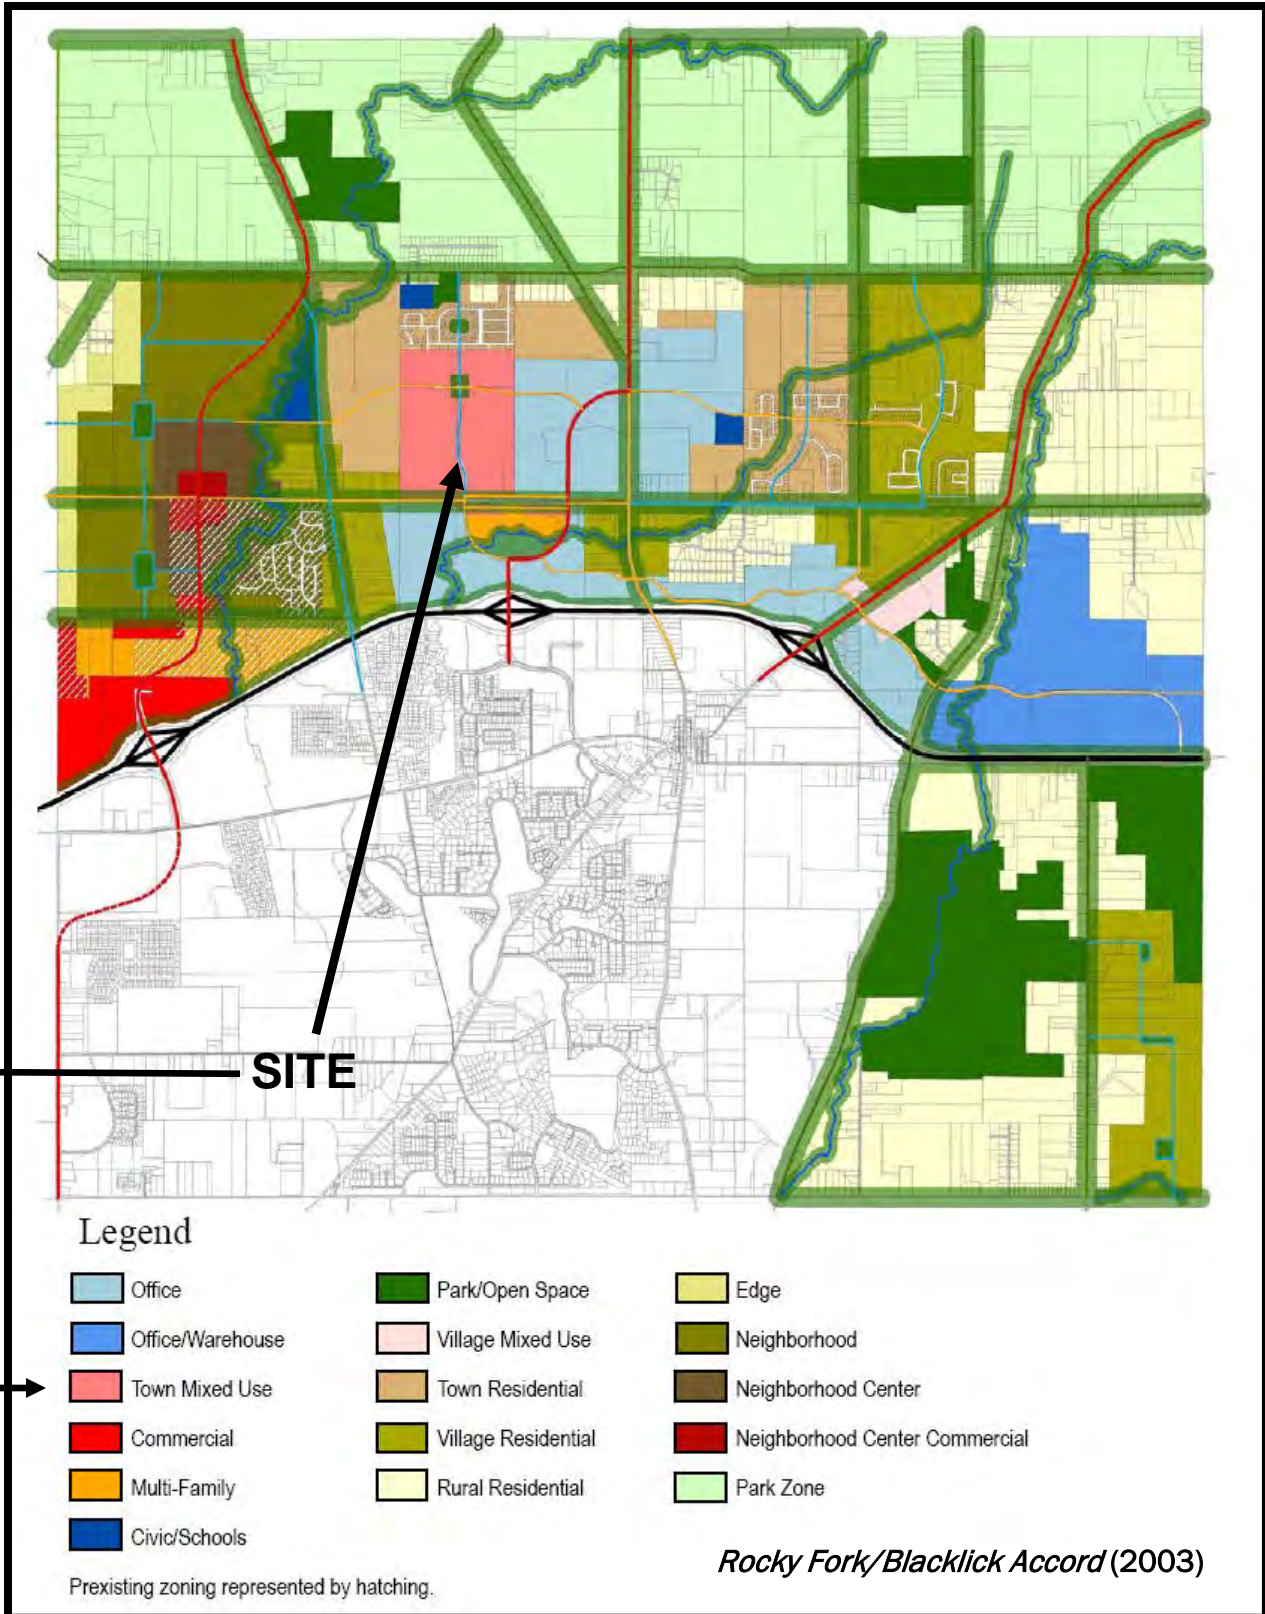 SITE
Legend
Office
Office/Warehouse
Town Mixed Use
Commercial
Multi-Family
Civic/Schools
Park/Open Space
Village Mixed Use
Town Residential
Village Residential
Rural Residential
Edge
Neighborhood
Neighborhood Center
Neighborhood Center Commercial
Park Zone
Prexisting zoning represented by hatching.
Rocky Fork/Blacklick Accord (2003)